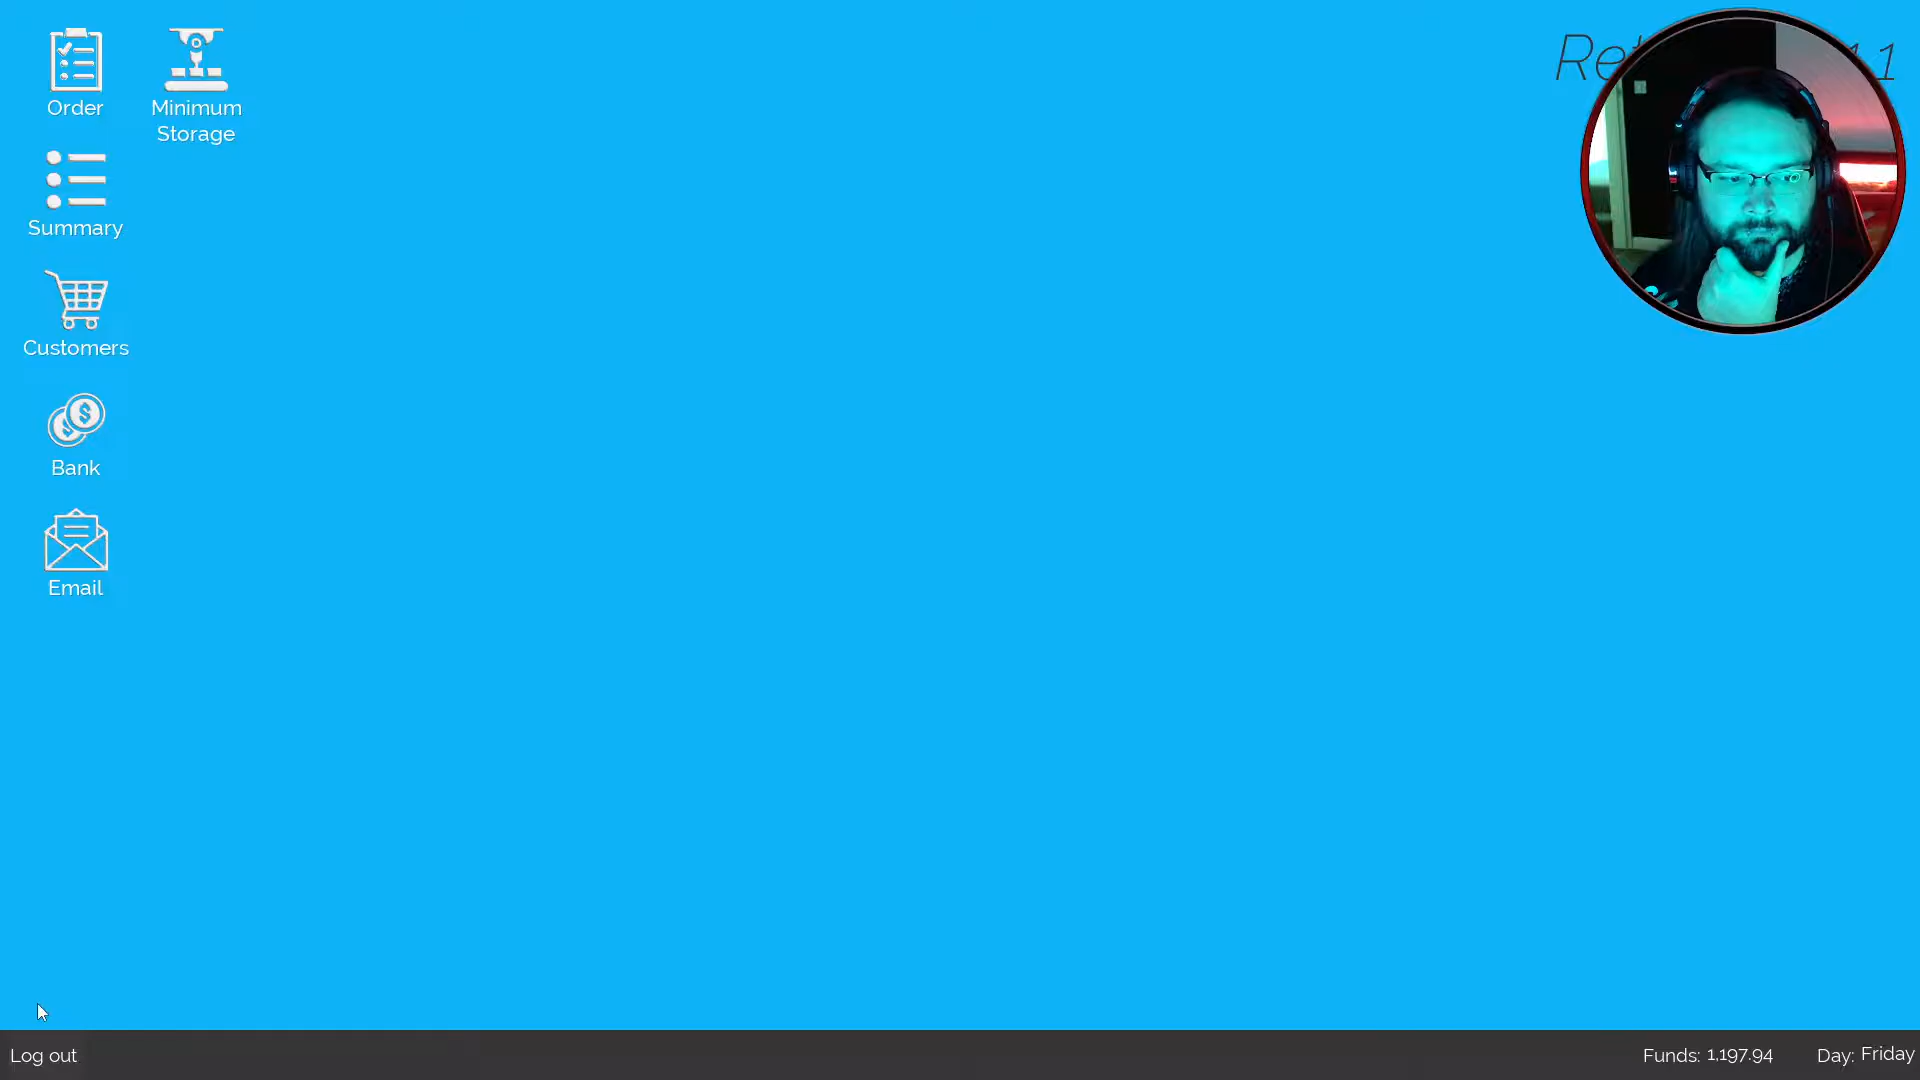 Order
Minimum
Storage
Summary
Customers
Bank
Email
Log out
Funds: 1,197.94
Day: Friday